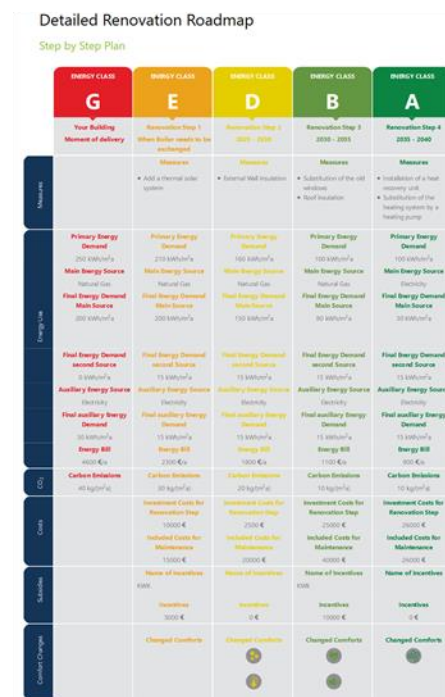 Detailed Renovation Roadmap
Step by Step Plan
ENERGY CLASS ENERGY CLASS ENERGY CLASS ENERGY CLASS ENERGY CLASS
G E D B A
Your Building Renovation Step 1 Renovation Step 2 Renovation Step 3 Renovation Step 4
Moment of delivery When Boiler needs to be 2030 - 2035 2035 - 2040
exchanged
Measures
Measures Measures Measures Measures
• Add a thermal solar • External Wall Insulation • Substitution of the old • Installation of a heat
system windows recovery unit
• Roof Insulation • Substitution of the
heating system by a
heating pump
Energy Use
Primary Energy Primary Energy Primary Energy Primary Energy Primary Energy
Demand Demand Demand Demand Demand
250 kWh/m²a 210 kWh/m²a 160 kWh/m²a 100 kWh/m²a 100 kWh/m²a
Main Energy Source Main Energy Source Main Energy Source Main Energy Source Main Energy Source
Natural Gas Natural Gas Natural Gas Natural Gas Electricity
Final Energy Demand Final Energy Demand Final Energy Demand Final Energy Demand Final Energy Demand
Main Source Main Source Main Source Main Source Main Source
200 kWh/m²a 200 kWh/m²a 150 kWh/m²a 90 kWh/m²a 30 kWh/m²a
Final Energy Demand Final Energy Demand Final Energy Demand Final Energy Demand Final Energy Demand
second Source second Source second Source second Source second Source
0 kWh/m²a 15 kWh/m²a 15 kWh/m²a 15 kWh/m²a 15 kWh/m²a
Auxiliary Energy Source Auxiliary Energy Source Auxiliary Energy Source Auxiliary Energy Source Auxiliary Energy Sour
Electricity Electricity Electricity Electricity Electricity
Final auxiliary Energy Final auxiliary Energy Final auxiliary Energy Final auxiliary Energy Final auxiliary Energy
Demand Demand Demand Demand Demand
30 kWh/m²a 15 kWh/m²a 15 kWh/m²a 15 kWh/m²a 15 kWh/m²a
Energy Bill Energy Bill Energy Bill Energy Bill Energy Bill
4600 €/a 2300 €/a 1800 €/a 1100 €/a 900 €/a
CO₂
Carbon Emissions Carbon Emissions Carbon Emissions Carbon Emissions Carbon Emissions
40 kg/(m²a) 30 kg/(m²a) 20 kg/(m²a) 10 kg/(m²a) 10 kg/(m²a)
Costs
Investment Costs for Investment Costs for Investment Costs for Investment Costs for
Renovation Step Renovation Step Renovation Step Renovation Step
10000 € 2500 € 25000 € 26000 €
Included Costs for Included Costs for Included Costs for Included Costs for
Maintenance Maintenance Maintenance Maintenance
15000 € 20000 € 40000 € 24000 €
Subsidies
Name of Incentives Name of Incentives Name of Incentives Name of Incentives
KWR KWR
Incentives Incentives Incentives Incentives
3000 € 0 € 10000 € 0 €
Comfort Changes
Changed Comforts Changed Comforts Changed Comforts Changed Comforts